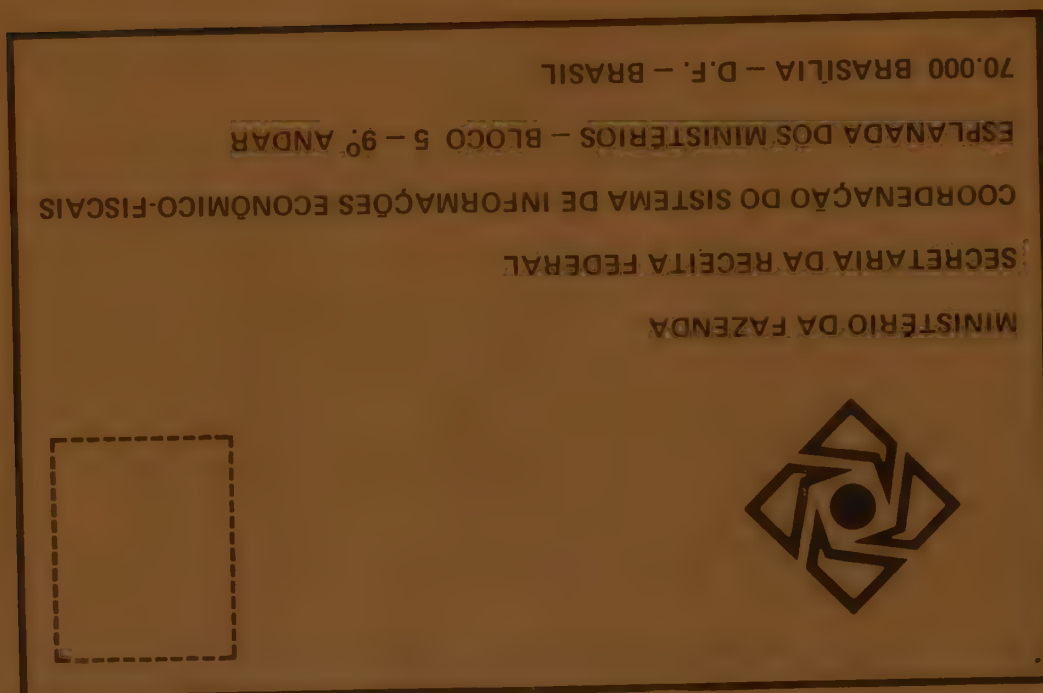 MINISTÉRIO DA FAZENDA
SECRETARIA DA RECEITA FEDERAL
COORDENAÇÃO DO SISTEMA DE INFORMAÇÕES ECONÔMICO-FISCAIS
ESPLANADA DOS MINISTÉRIOS – BLOCO 5 – 9º. ANDAR
70.000 BRASÍLIA – D.F. – BRASIL